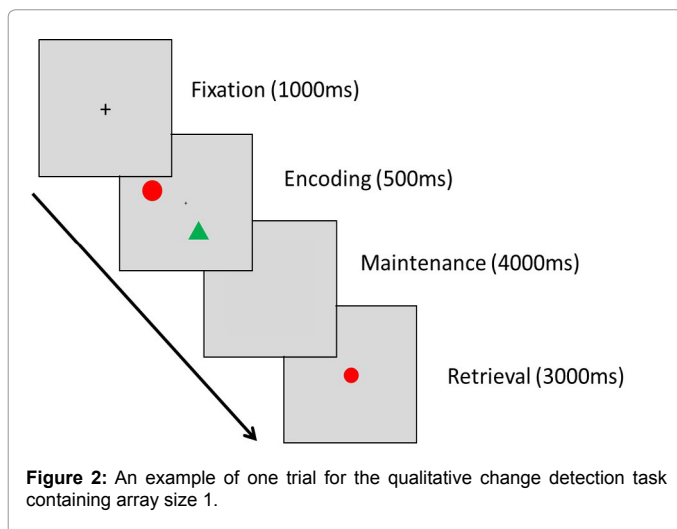 Fixation (1000ms)
Encoding (500ms)
Maintenance (4000ms)
Retrieval (3000ms)
Figure 2: An example of one trial for the qualitative change detection task
containing array size 1.